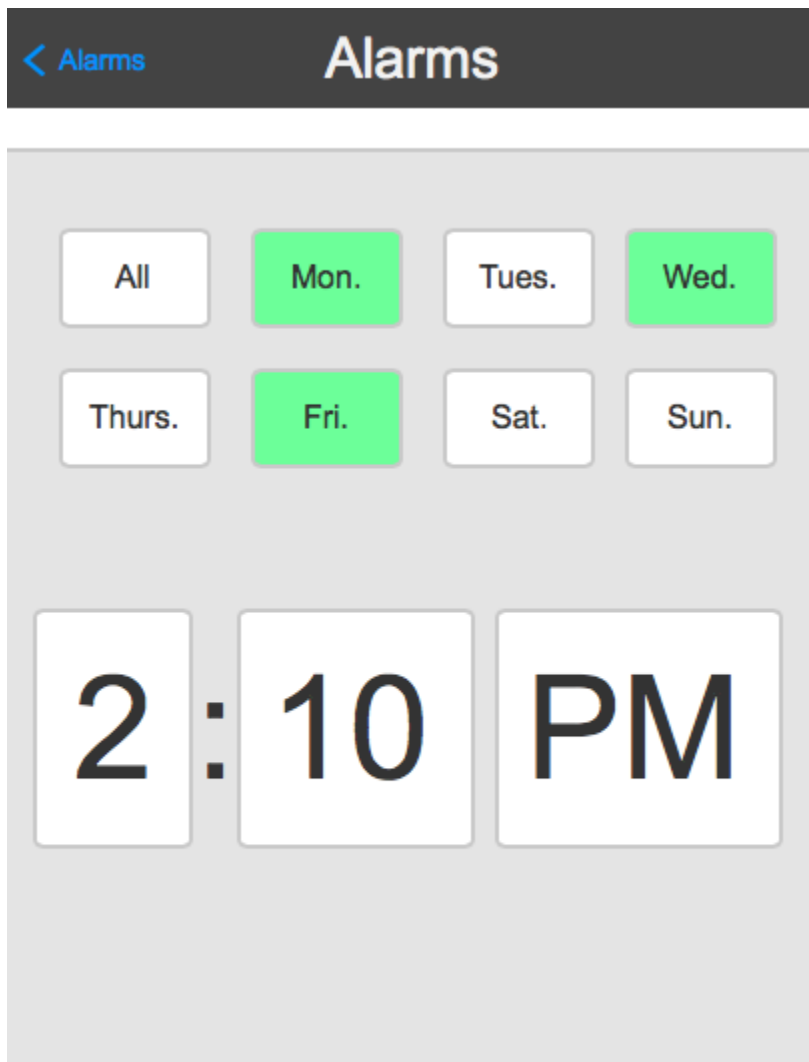 Alarms Alarms
All Mon. Tues. Wed.
Thurs. Fri. Sat. Sun.
2 : 10 PM